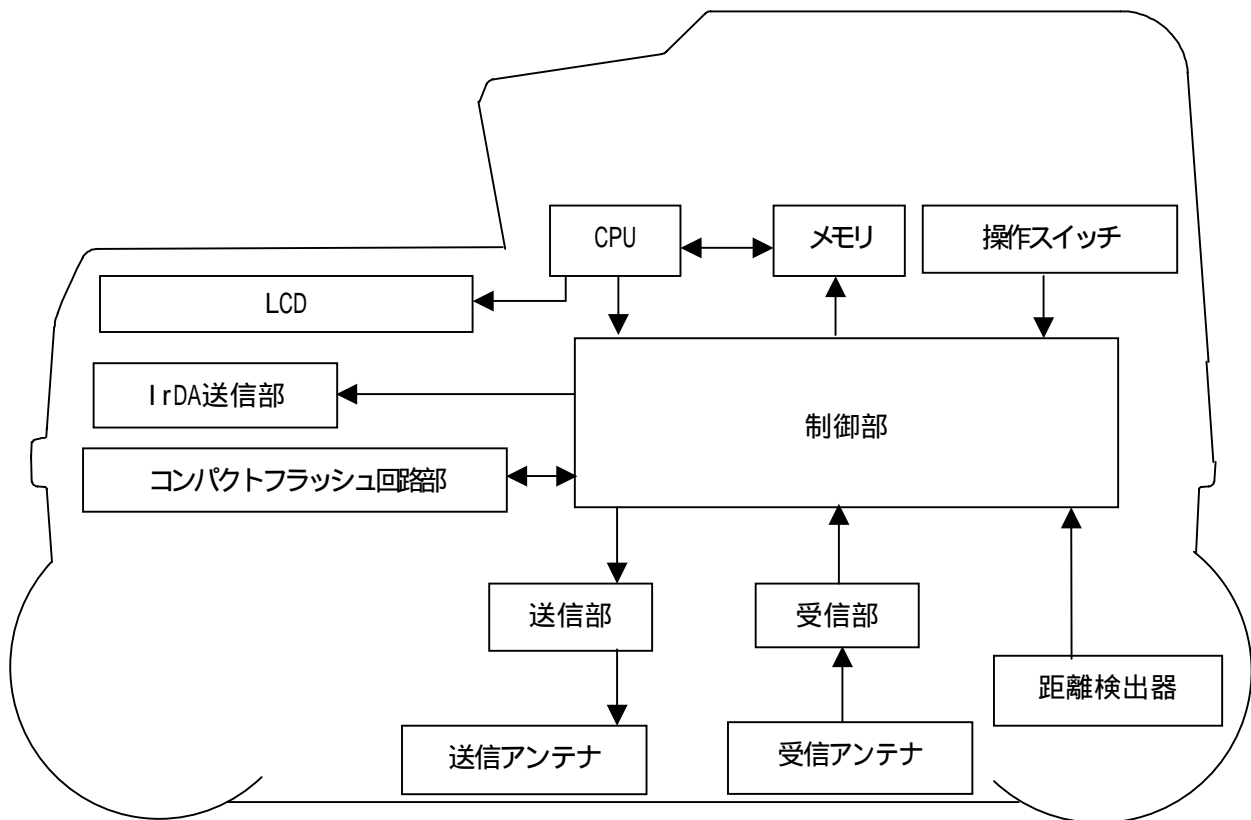 CPU
メモリ
操作スイッチ
LCD
IrDA送信部
制御部
コンパクトフラッシュ回路部
送信部
受信部
距離検出器
送信アンテナ
受信アンテナ